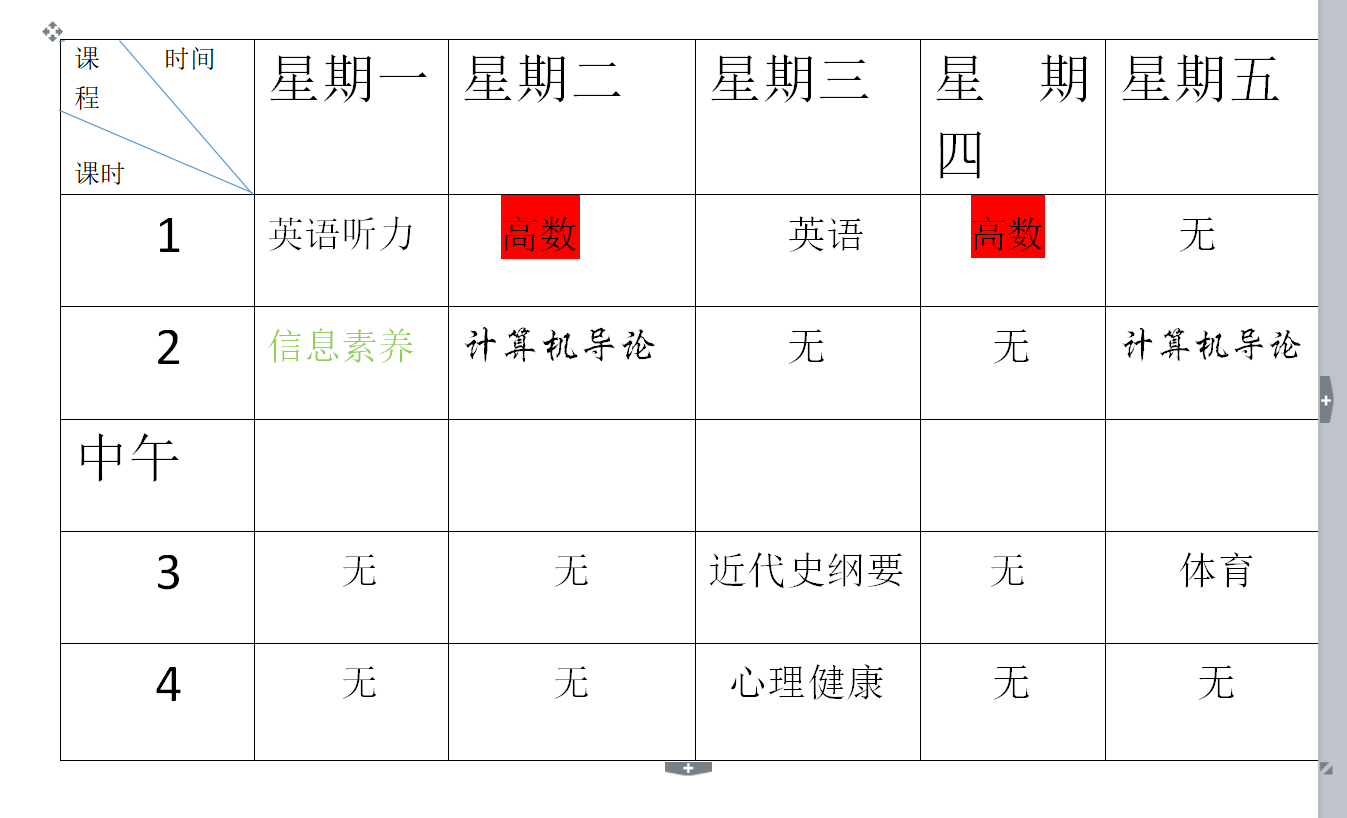 课 时间
程
课时
星期一 星期二 星期三 星 期 星期五
四
1 英语听力 高数 英语 高数 无
2 信息素养 计算机导论 无 无 计算机导论
中午
3 无 无 近代史纲要 无 体育
4 无 无 心理健康 无 无